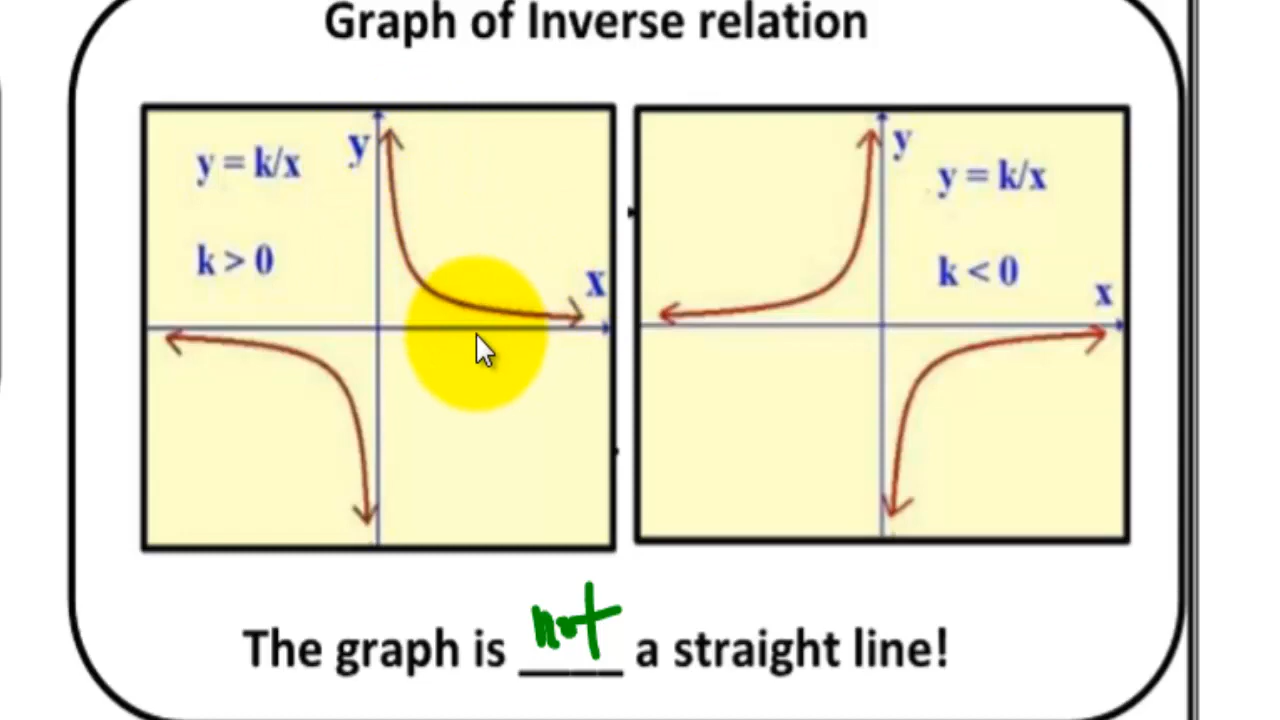 Graph of Inverse relation
y = k/x
y
k > 0
x
y
y = k/x
k < 0
x
The graph is not a straight line!